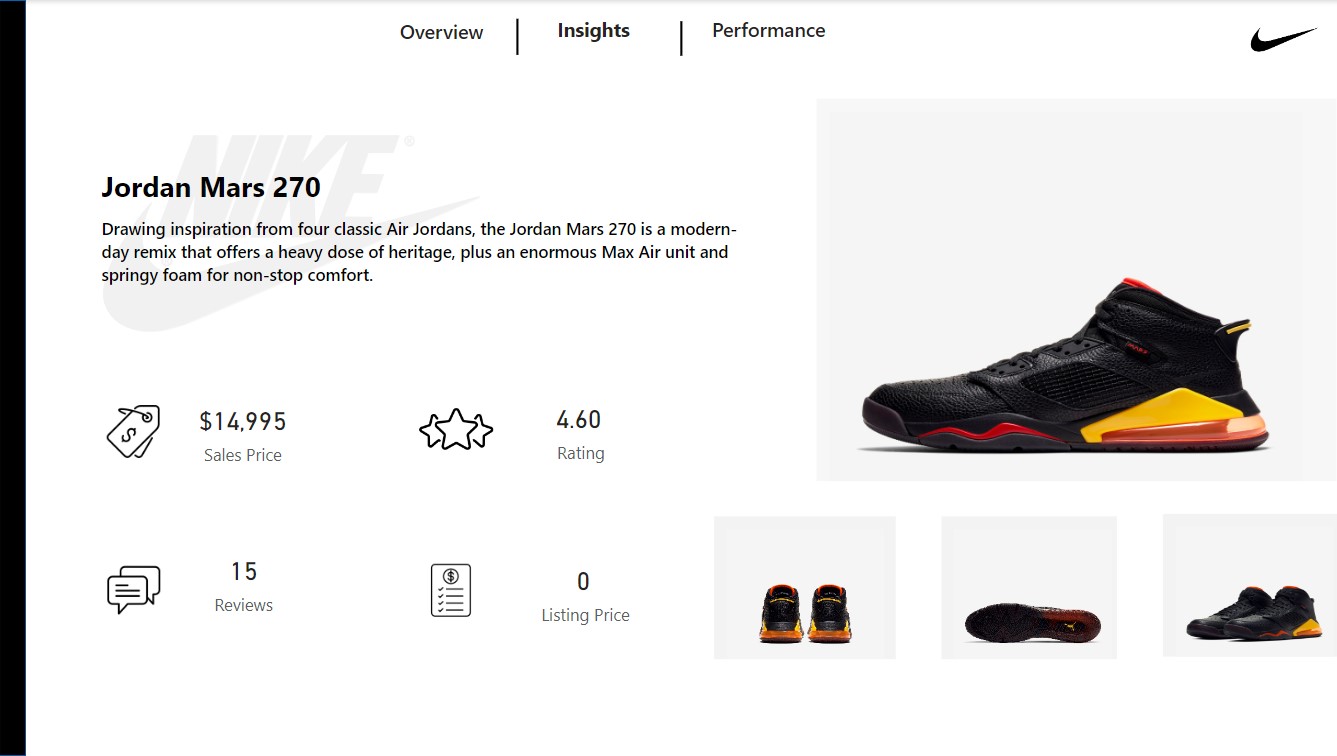 Overview
Insights
Performance
NIKE®
Jordan Mars 270
Drawing inspiration from four classic Air Jordans, the Jordan Mars 270 is a modern-
day remix that offers a heavy dose of heritage, plus an enormous Max Air unit and
springy foam for non-stop comfort.
$14,995
Sales Price
4.60
Rating
15
Reviews
0
Listing Price